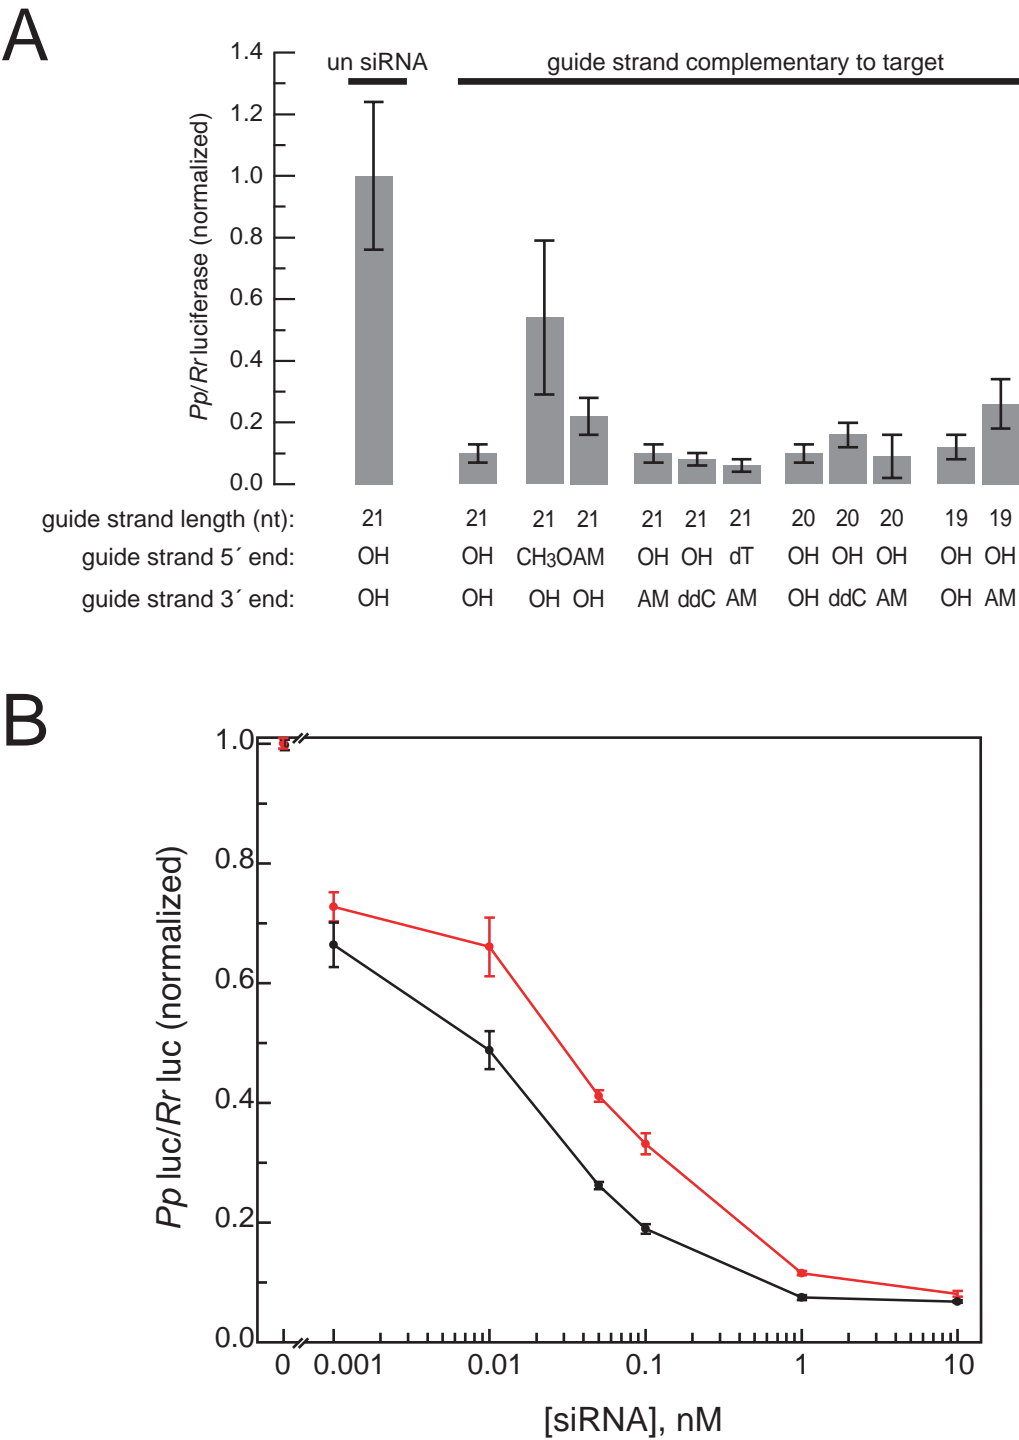 A
un siRNA guide strand complementary to target
1.4
1.2
1.0
0.8
0.6
0.4
0.2
0.0
Pp/Rr luciferase (normalized)
guide strand length (nt): 21 21 21 21 21 21 21 20 20 20 19 19
guide strand 5´ end: OH OH CH3O AM OH OH dT OH OH OH OH OH
guide strand 3´ end: OH OH OH OH AM ddC AM OH ddC AM OH AM
B
1.0
0.8
0.6
0.4
0.2
0.0
Pp luc/Rr luc (normalized)
0 0.001 0.01 0.1 1 10
[siRNA], nM